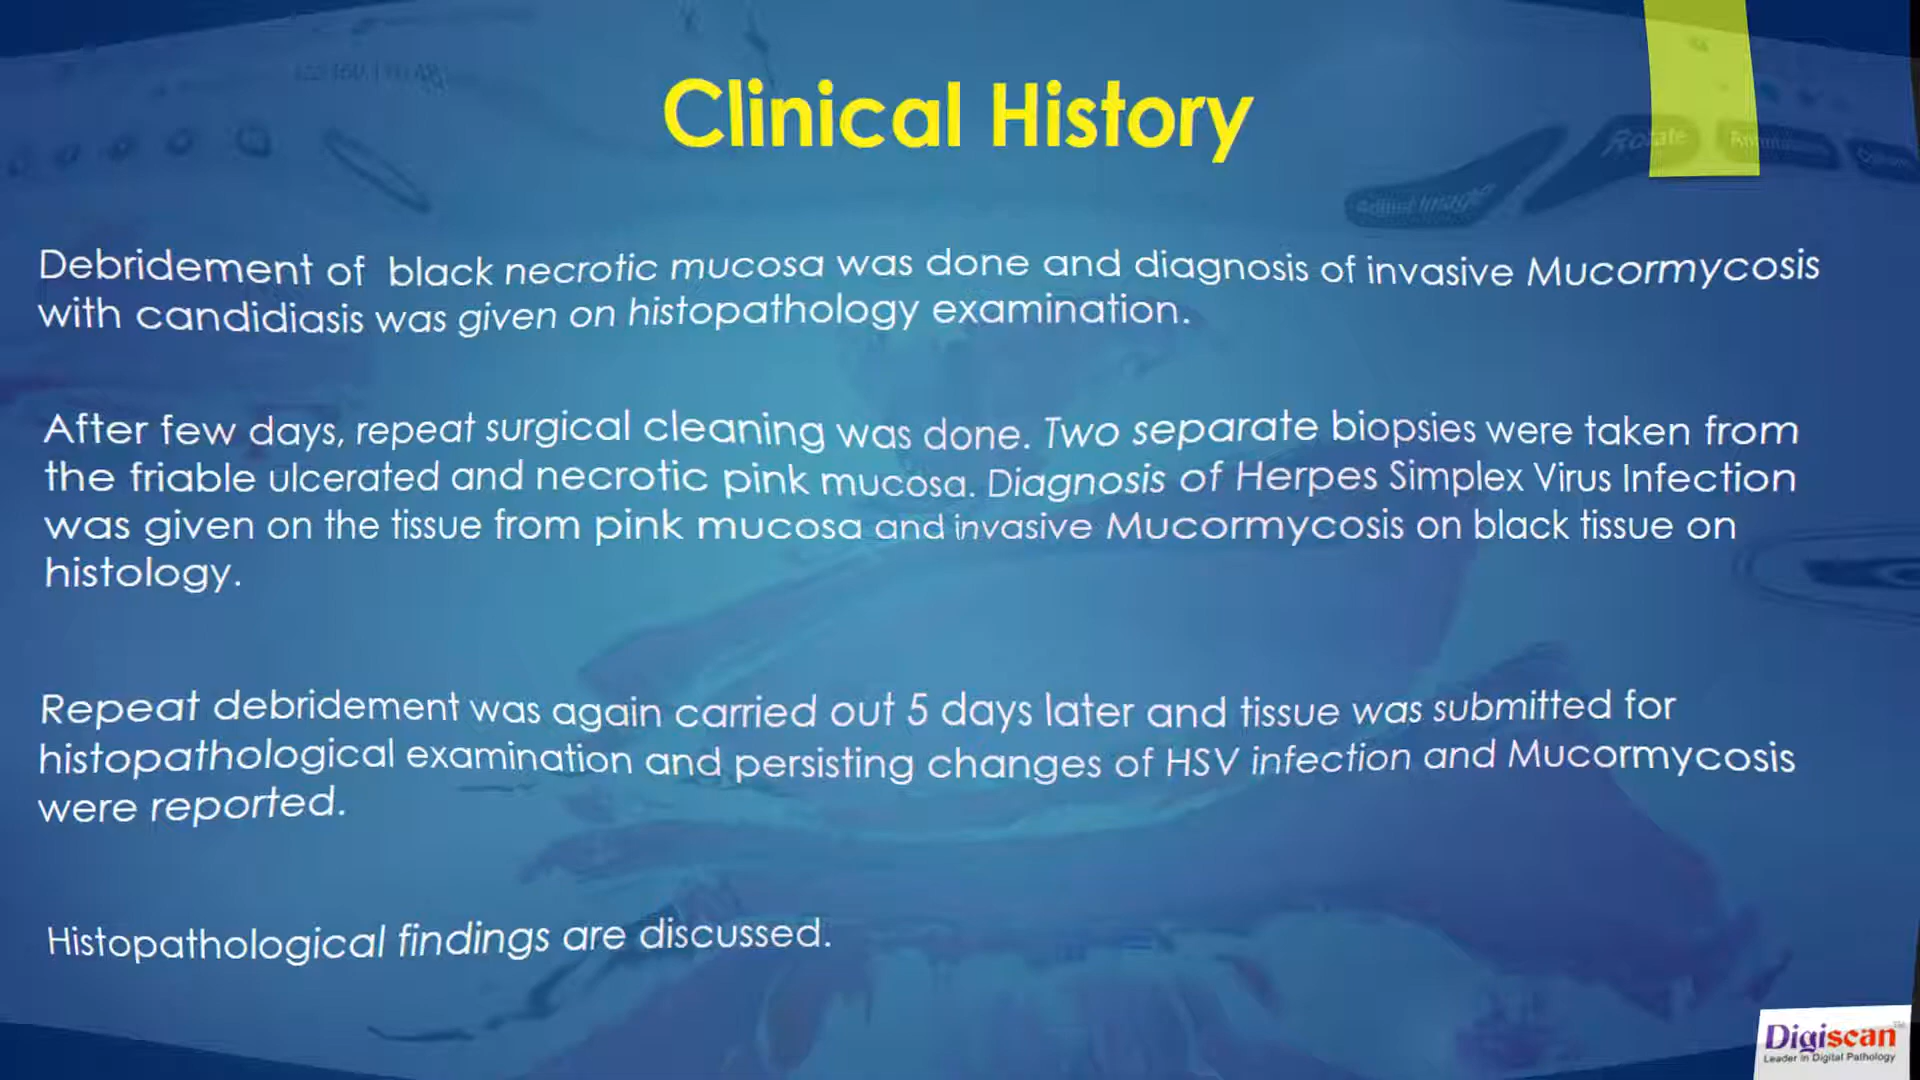 Clinical History
Debridement of black necrotic mucosa was done and diagnosis of invasive Mucormycosis
with candidiasis was given on histopathology examination.
After few days, repeat surgical cleaning was done. Two separate biopsies were taken from
the friable ulcerated and necrotic pink mucosa. Diagnosis of Herpes Simplex Virus Infection
was given on the tissue from pink mucosa and invasive Mucormycosis on black tissue on
histology.
Repeat debridement was again carried out 5 days later and tissue was submitted for
histopathological examination and persisting changes of HSV infection and Mucormycosis
were reported.
Histopathological findings are discussed.
Rotate
Adjust Image
Digiscan™
Leader in Digital Pathology